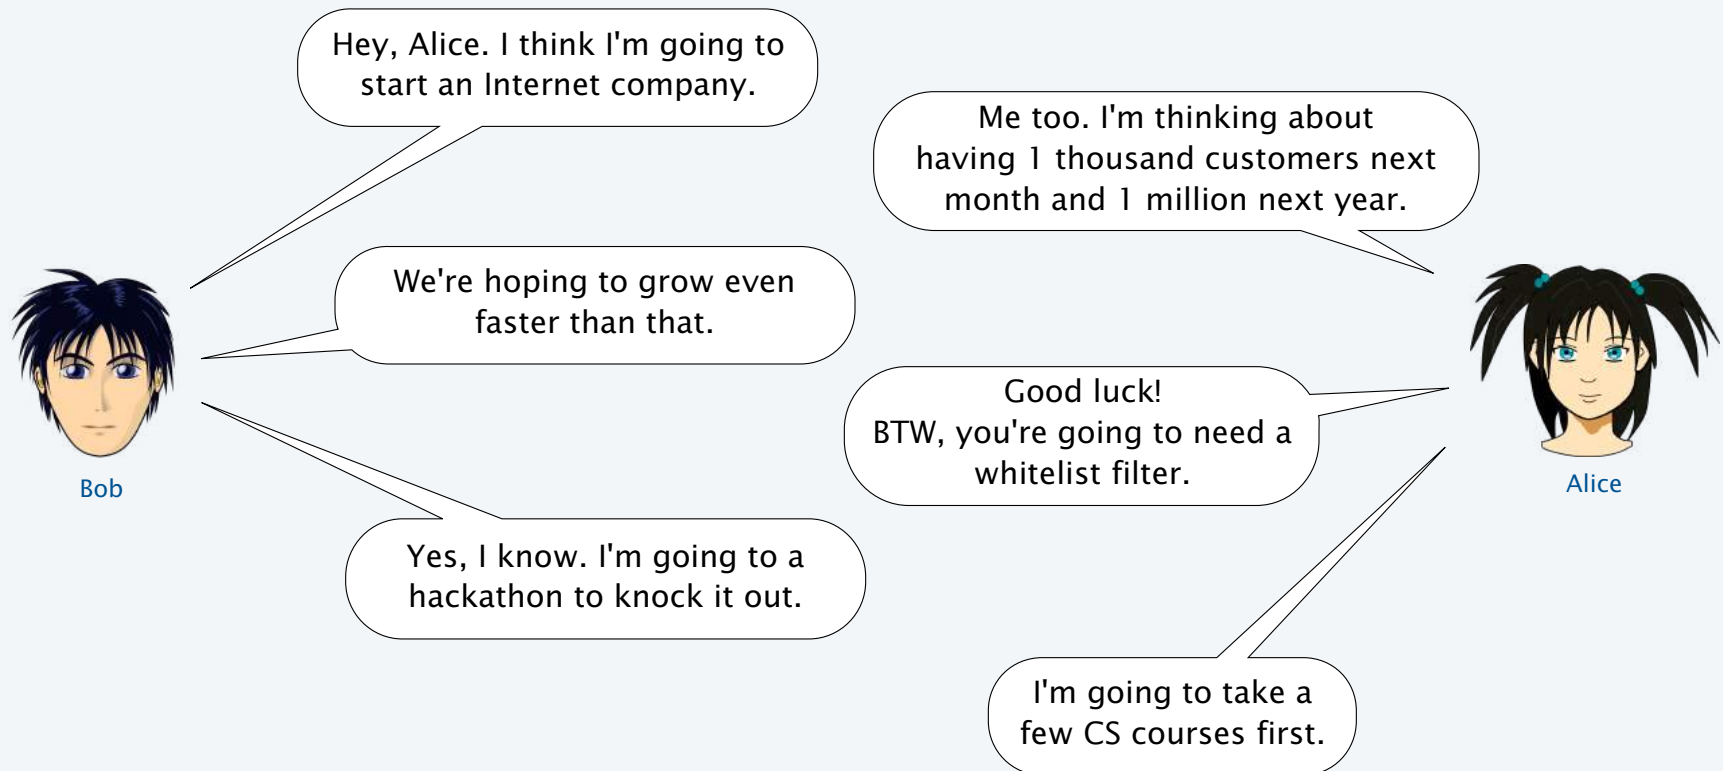 Hey, Alice. I think I'm going to
start an Internet company.
Me too. I'm thinking about
having 1 thousand customers next
month and 1 million next year.
We're hoping to grow even
faster than that.
Good luck!
BTW, you're going to need a
whitelist filter.
Bob
Alice
Yes, I know. I'm going to a
hackathon to knock it out.
I'm going to take a
few CS courses first.